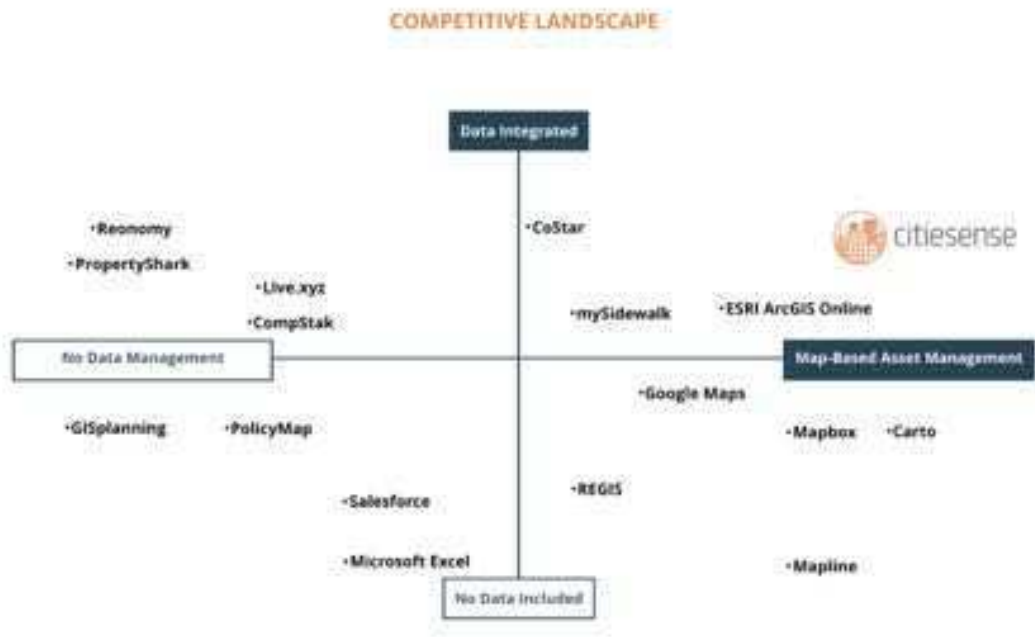 COMPETITIVE LANDSCAPE
Data Integrated
•Reonomy
•CoStar
citiesense
•PropertyShark
•Live.xyz
•mySidewalk
•ESRI ArcGIS Online
•CompStak
No Data Management
Map-Based Asset Management
•Google Maps
•GISplanning
•PolicyMap
•Mapbox
•Carto
•Salesforce
•REGIS
•Microsoft Excel
•Mapline
No Data Included